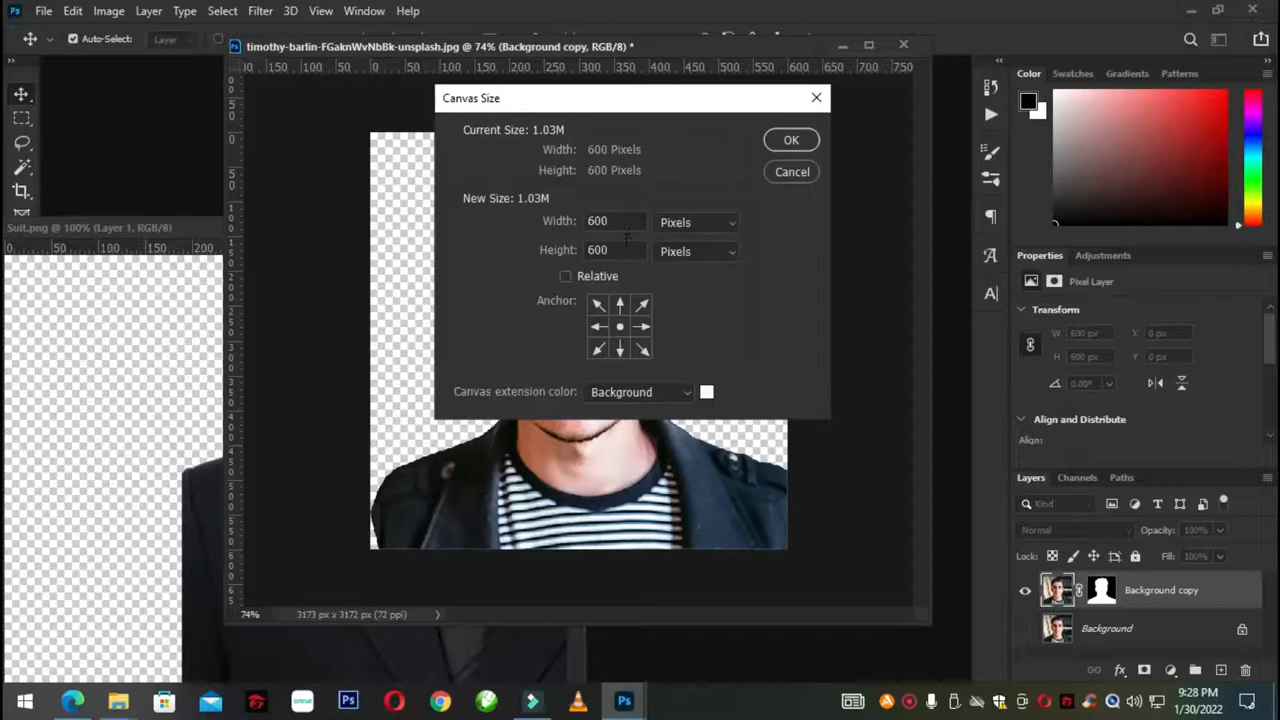 Ps File Edit Image Layer Type Select Filter 3D View Window Help
Auto-Select: Layer
timothy-barlin-FGaknWvNbBk-unsplash.jpg @ 74% (Background copy, RGB/8) *
Canvas Size
Current Size: 1.03M
Width: 600 Pixels
Height: 600 Pixels
New Size: 1.03M
Width: 600 Pixels
Height: 600 Pixels
Relative
Anchor:
Canvas extension color: Background
OK
Cancel
74% 3173 px x 3172 px (72 ppi)
Suit.png @ 100% (Layer 1, RGB/8)
0 50 100 150 200
00 150 100 50 0 50 100 150 200 250 300 350 400 450 500 550 600 650 700 750
Color Swatches Gradients Patterns
Properties Adjustments
Pixel Layer
Transform
W 600 px X 0 px
H 600 px Y 0 px
0.00°
Align and Distribute
Align:
Layers Channels Paths
Kind
Normal Opacity: 100%
Lock: Fill: 100%
Background copy
Background
9:28 PM
1/30/2022